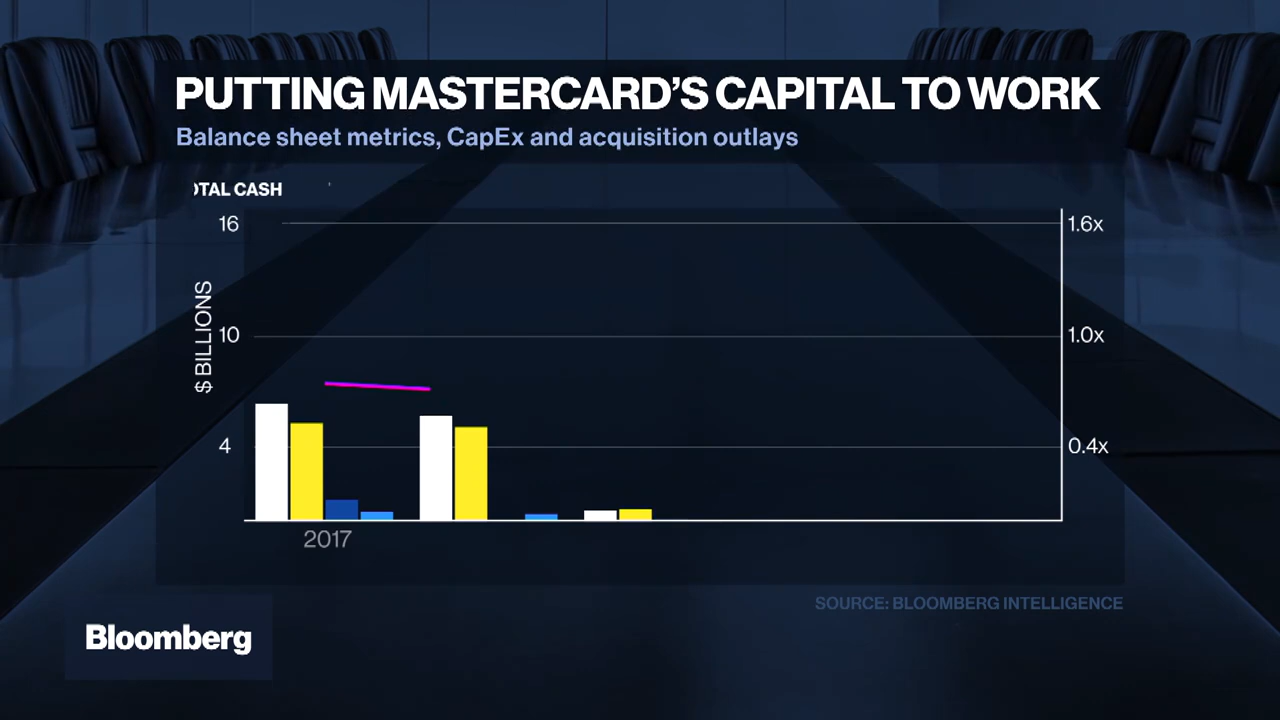 PUTTING MASTERCARD'S CAPITAL TO WORK
Balance sheet metrics, CapEx and acquisition outlays
OTAL CASH
16
1.6x
$ BILLIONS
10
1.0x
4
0.4x
2017
SOURCE: BLOOMBERG INTELLIGENCE
Bloomberg